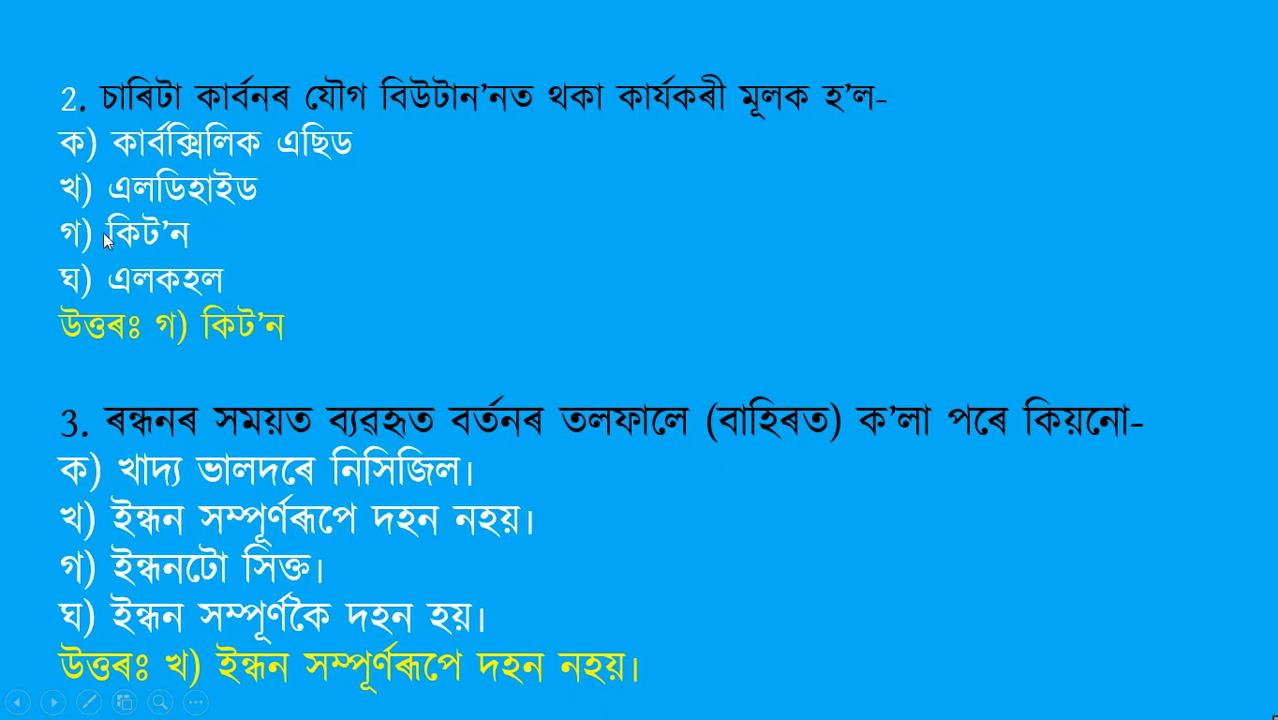 2. চাৰিটা কাৰ্বনৰ যৌগ বিউটান’নত থকা কাৰ্যকৰী মূলক হ’ল-
ক) কাৰ্বক্সিলিক এছিড
খ) এলডিহাইড
গ) কিট’ন
ঘ) এলকহল
উত্তৰঃ গ) কিট’ন
3. ৰন্ধনৰ সময়ত ব্যৱহৃত বৰ্তনৰ তলফালে (বাহিৰত) ক’লা পৰে কিয়নো-
ক) খাদ্য ভালদৰে নিসিজিল।
খ) ইন্ধন সম্পূৰ্ণৰূপে দহন নহয়।
গ) ইন্ধনটো সিক্ত।
ঘ) ইন্ধন সম্পূৰ্ণকৈ দহন হয়।
উত্তৰঃ খ) ইন্ধন সম্পূৰ্ণৰূপে দহন নহয়।